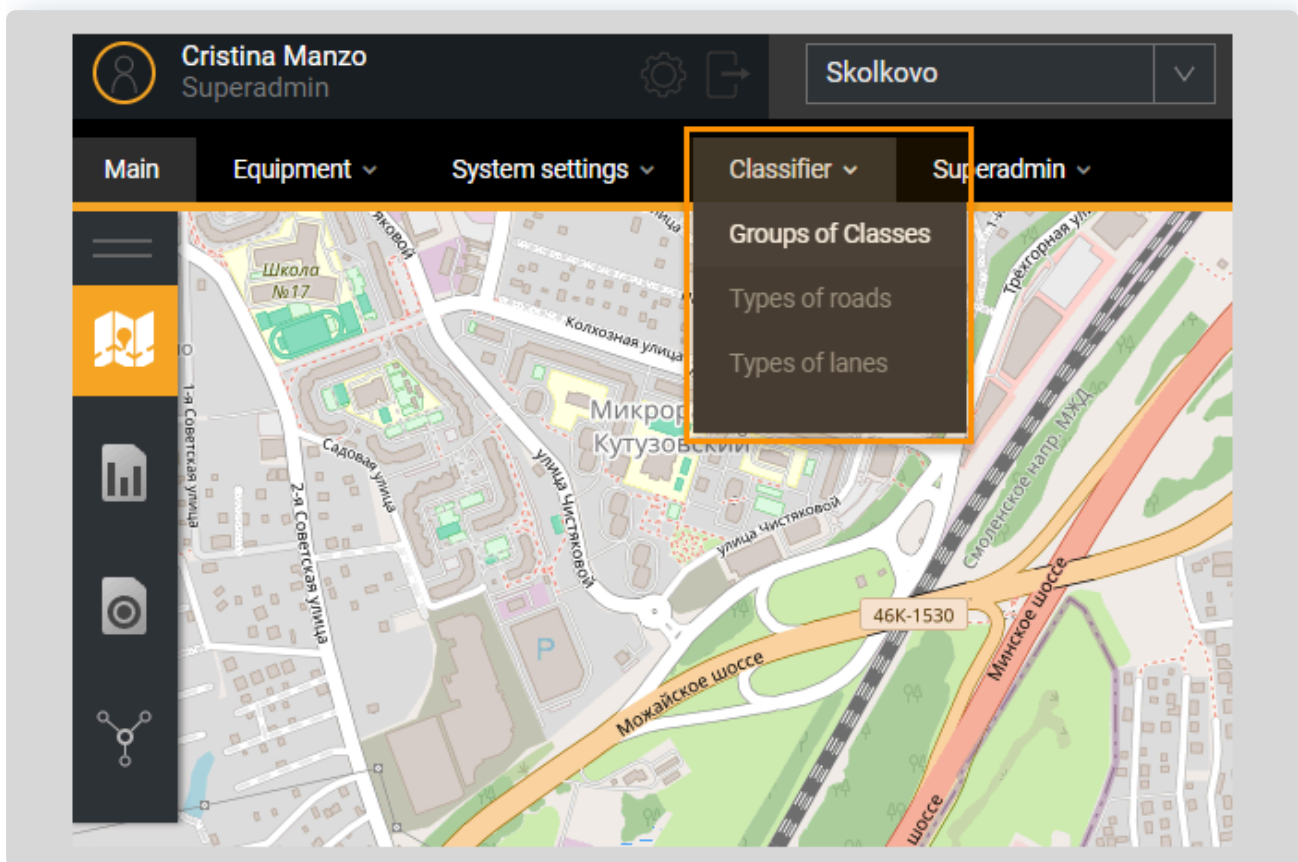 Cristina Manzo
Superadmin
Skolkovo
Main
Equipment
System settings
Classifier
Superadmin
Groups of Classes
Types of roads
Types of lanes
Школа
№17
Колхозная улица
Трёхгорная ул
1-я Советская улица
2-я Советская улица
Садовая улица
улица Чистяковой
Кутузовский
улица Чистяковой
Смоленское напр. МЖД
46К-1530
P
Можайское шоссе
Минское шоссе
шоссе